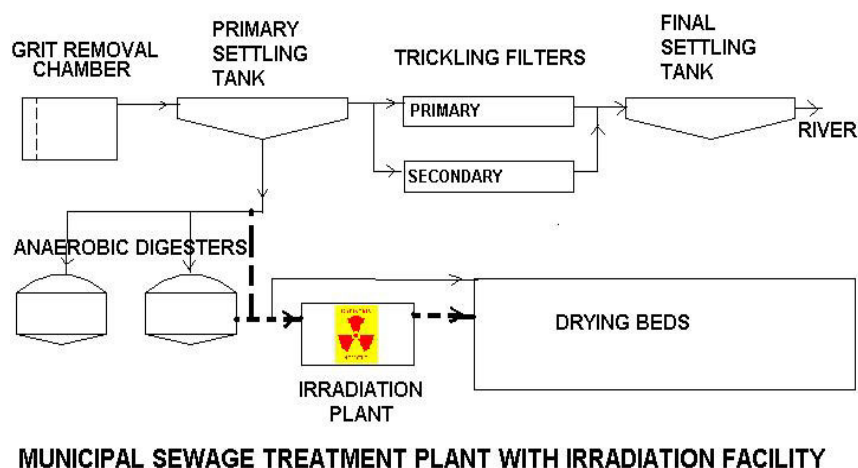 GRIT REMOVAL
CHAMBER
PRIMARY
SETTLING
TANK
TRICKLING FILTERS
FINAL
SETTLING
TANK
PRIMARY
SECONDARY
RIVER
ANAEROBIC DIGESTERS
DRYING BEDS
IRRADIATION
PLANT
MUNICIPAL SEWAGE TREATMENT PLANT WITH IRRADIATION FACILITY